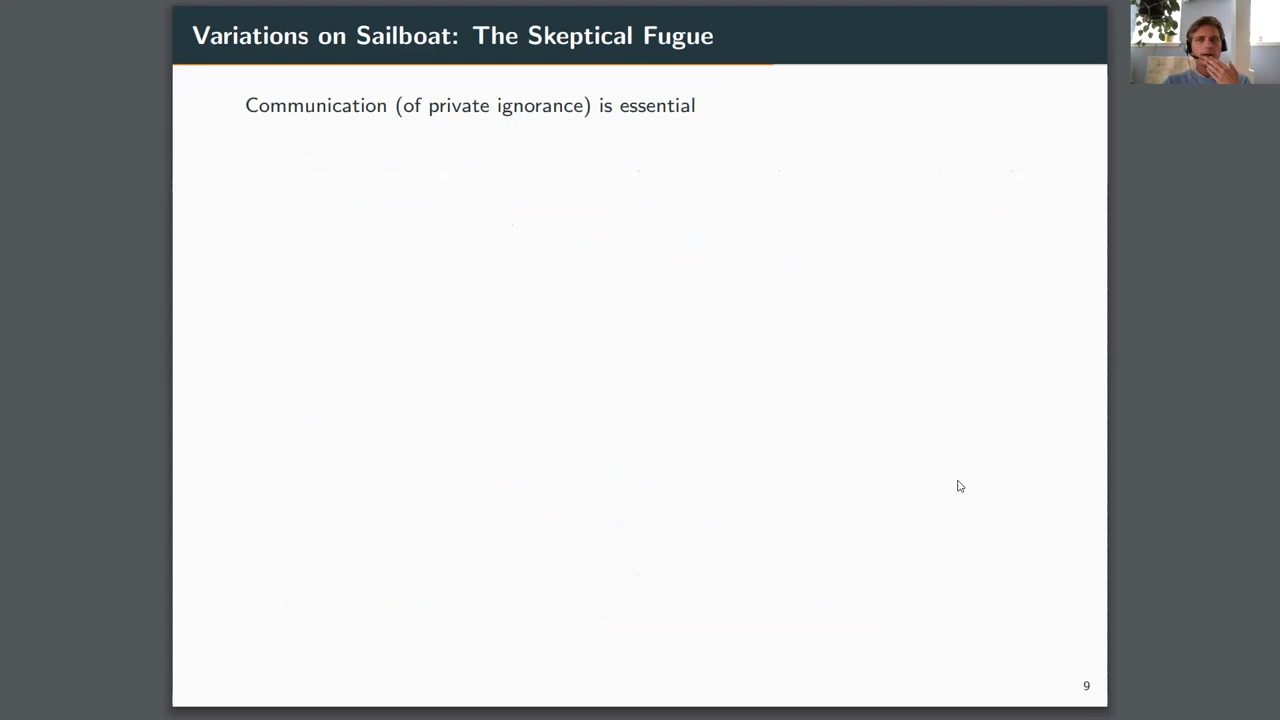 Variations on Sailboat: The Skeptical Fugue
Communication (of private ignorance) is essential
9